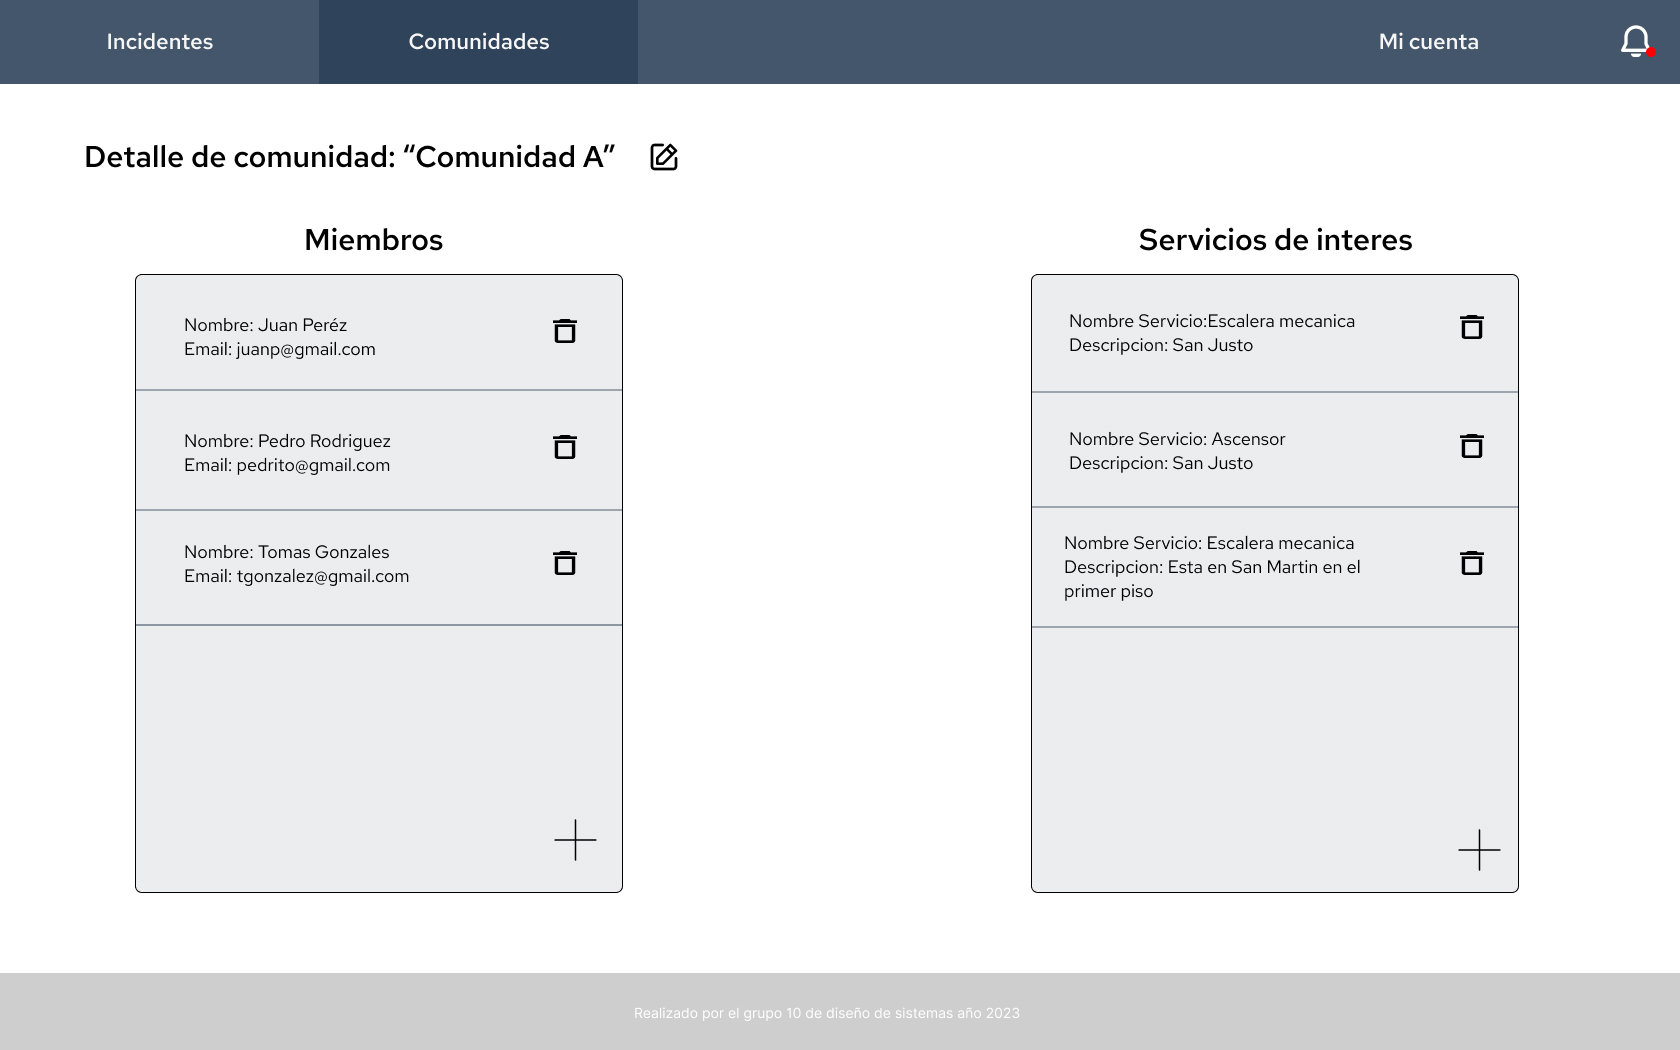 Incidentes
Comunidades
Mi cuenta
Detalle de comunidad: “Comunidad A”
Miembros
Nombre: Juan Peréz
Email: juanp@gmail.com
Nombre: Pedro Rodriguez
Email: pedrito@gmail.com
Nombre: Tomas Gonzales
Email: tgonzalez@gmail.com
Servicios de interes
Nombre Servicio:Escalera mecanica
Descripcion: San Justo
Nombre Servicio: Ascensor
Descripcion: San Justo
Nombre Servicio: Escalera mecanica
Descripcion: Esta en San Martin en el
primer piso
Realizado por el grupo 10 de diseño de sistemas año 2023